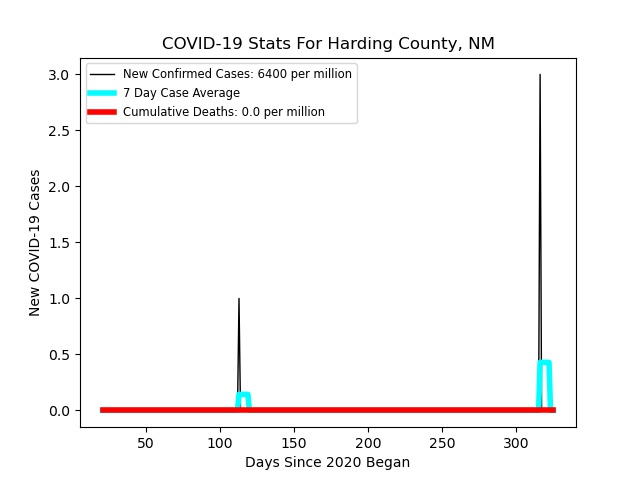 COVID-19 Stats For Harding County, NM
New Confirmed Cases: 6400 per million
7 Day Case Average
Cumulative Deaths: 0.0 per million
3.0
2.5
2.0
1.5
1.0
0.5
0.0
New COVID-19 Cases
50 100 150 200 250 300
Days Since 2020 Began